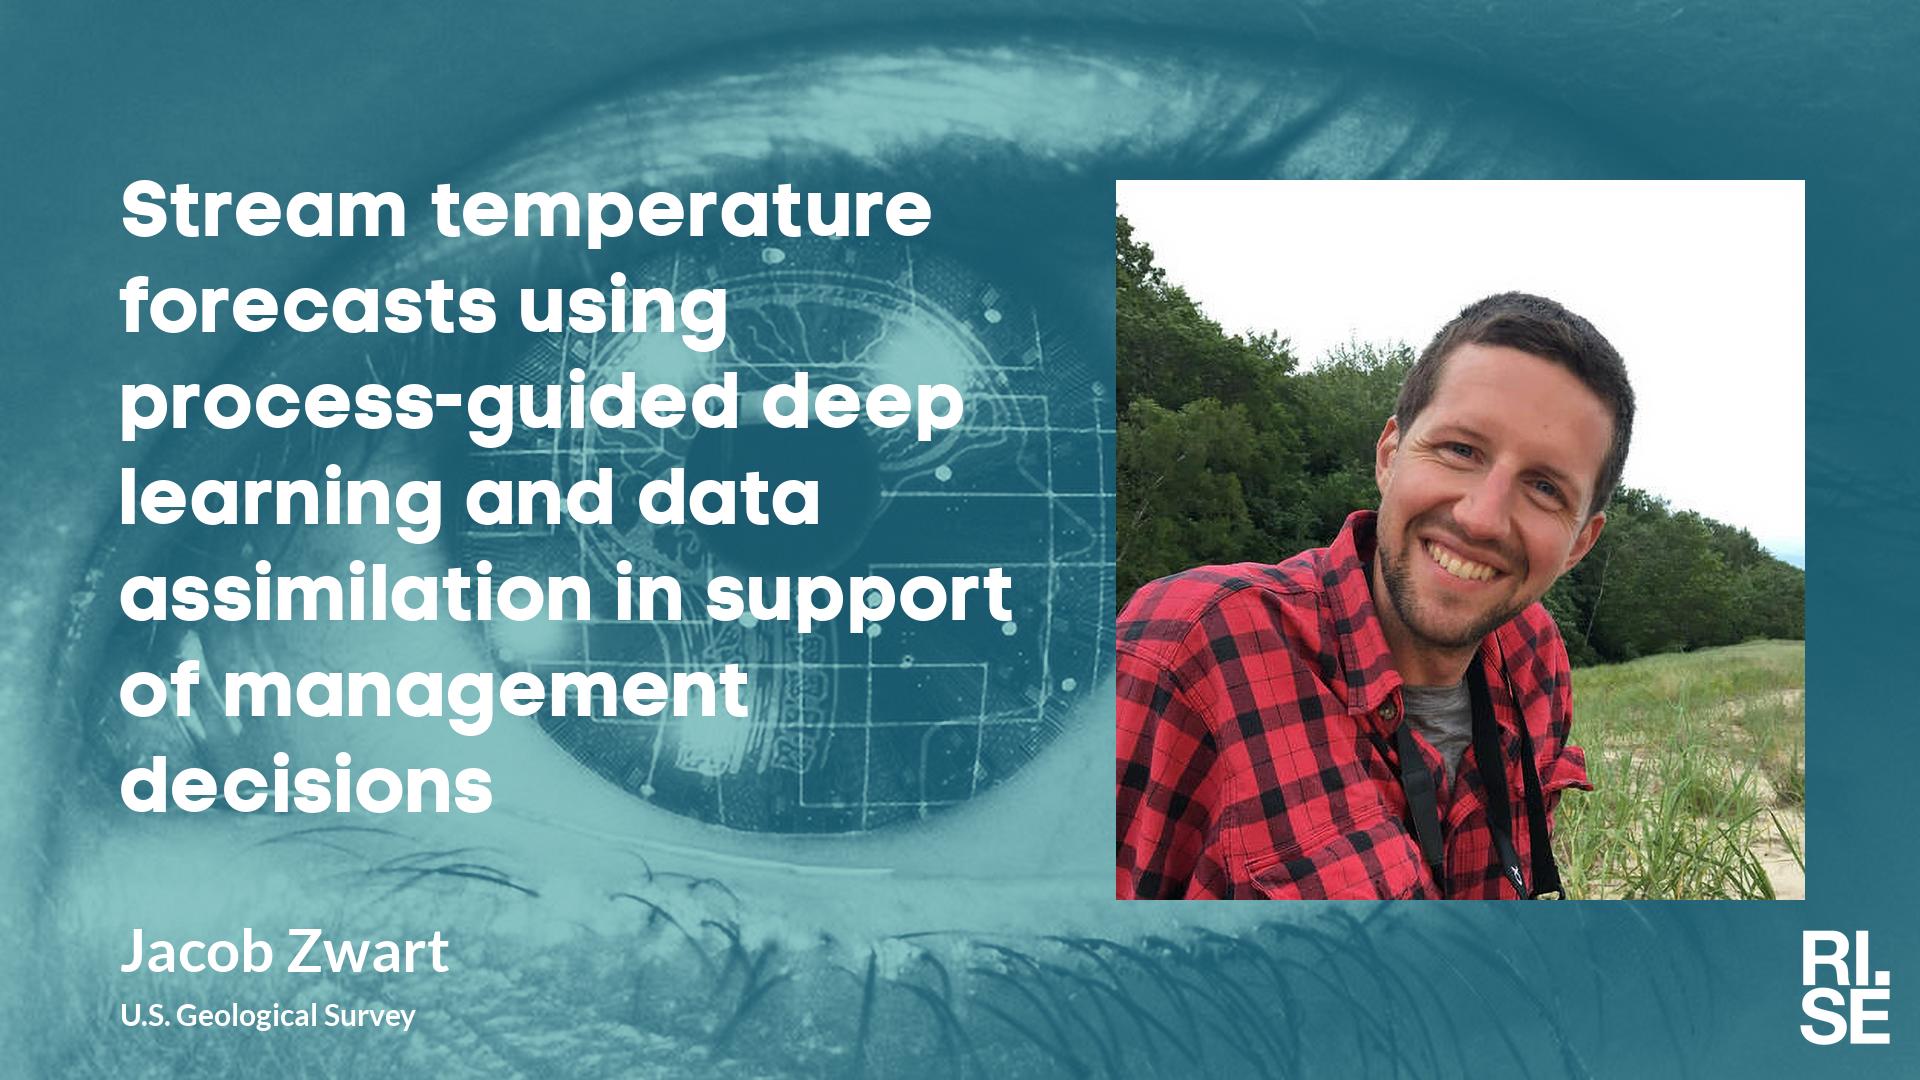 Stream temperature
forecasts using
process-guided deep
learning and data
assimilation in support
of management
decisions
Jacob Zwart
U.S. Geological Survey
RI.
SE